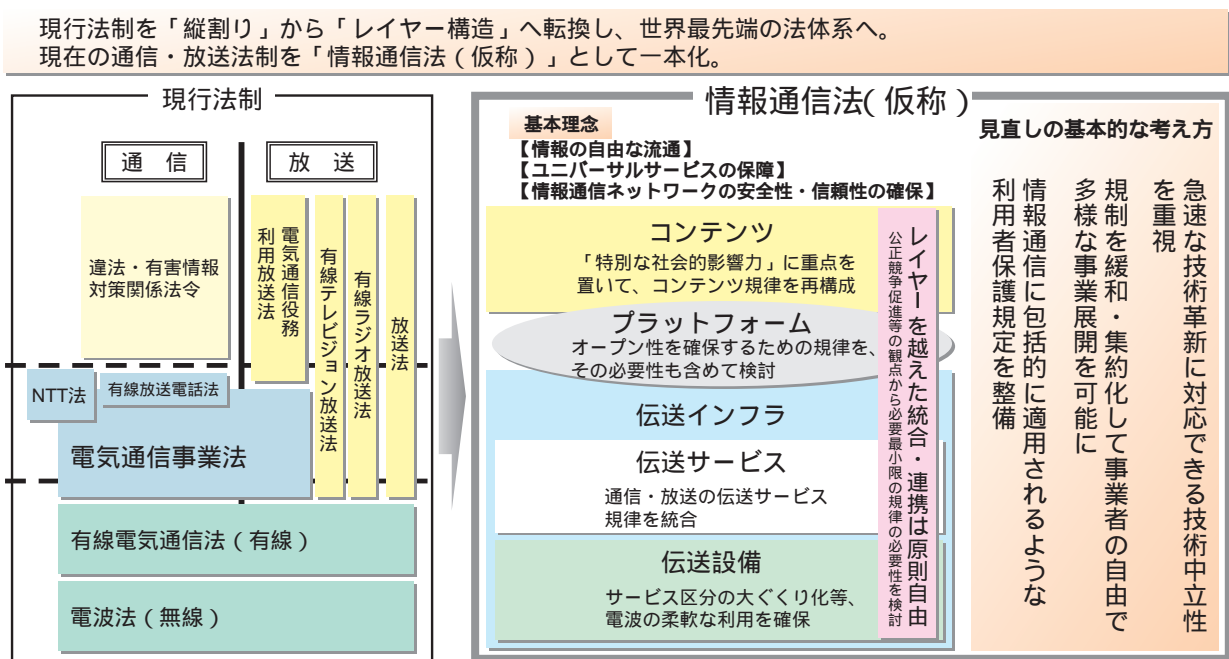 現行法制を「縦割り」から「レイヤー構造」へ転換し、世界最先端の法体系へ。
現在の通信・放送法制を「情報通信法(仮称)」として一本化。
現行法制
通 信
放 送
違法・有害情報
対策関係法令
電気通信役務
利用放送法
有線テレビジョン放送法
有線ラジオ放送法
放送法
NTT法
有線放送電話法
電気通信事業法
有線電気通信法(有線)
電波法(無線)
情報通信法(仮称)
基本理念
【情報の自由な流通】
【ユニバーサルサービスの保障】
【情報通信ネットワークの安全性・信頼性の確保】
コンテンツ
「特別な社会的影響力」に重点を
置いて、コンテンツ規律を再構成
プラットフォーム
オープン性を確保するための規律を、
その必要性も含めて検討
伝送インフラ
伝送サービス
通信・放送の伝送サービス
規律を統合
伝送設備
サービス区分の大ぐくり化等、
電波の柔軟な利用を確保
レイヤーを越えた統合・連携は原則自由
公正競争促進等の観点から必要最小限の規律の必要性を検討
見直しの基本的な考え方
急速な技術革新に対応できる技術中立性
を重視
規制を緩和・集約化して事業者の自由で
多様な事業展開を可能に
情報通信に包括的に適用されるような
利用者保護規定を整備